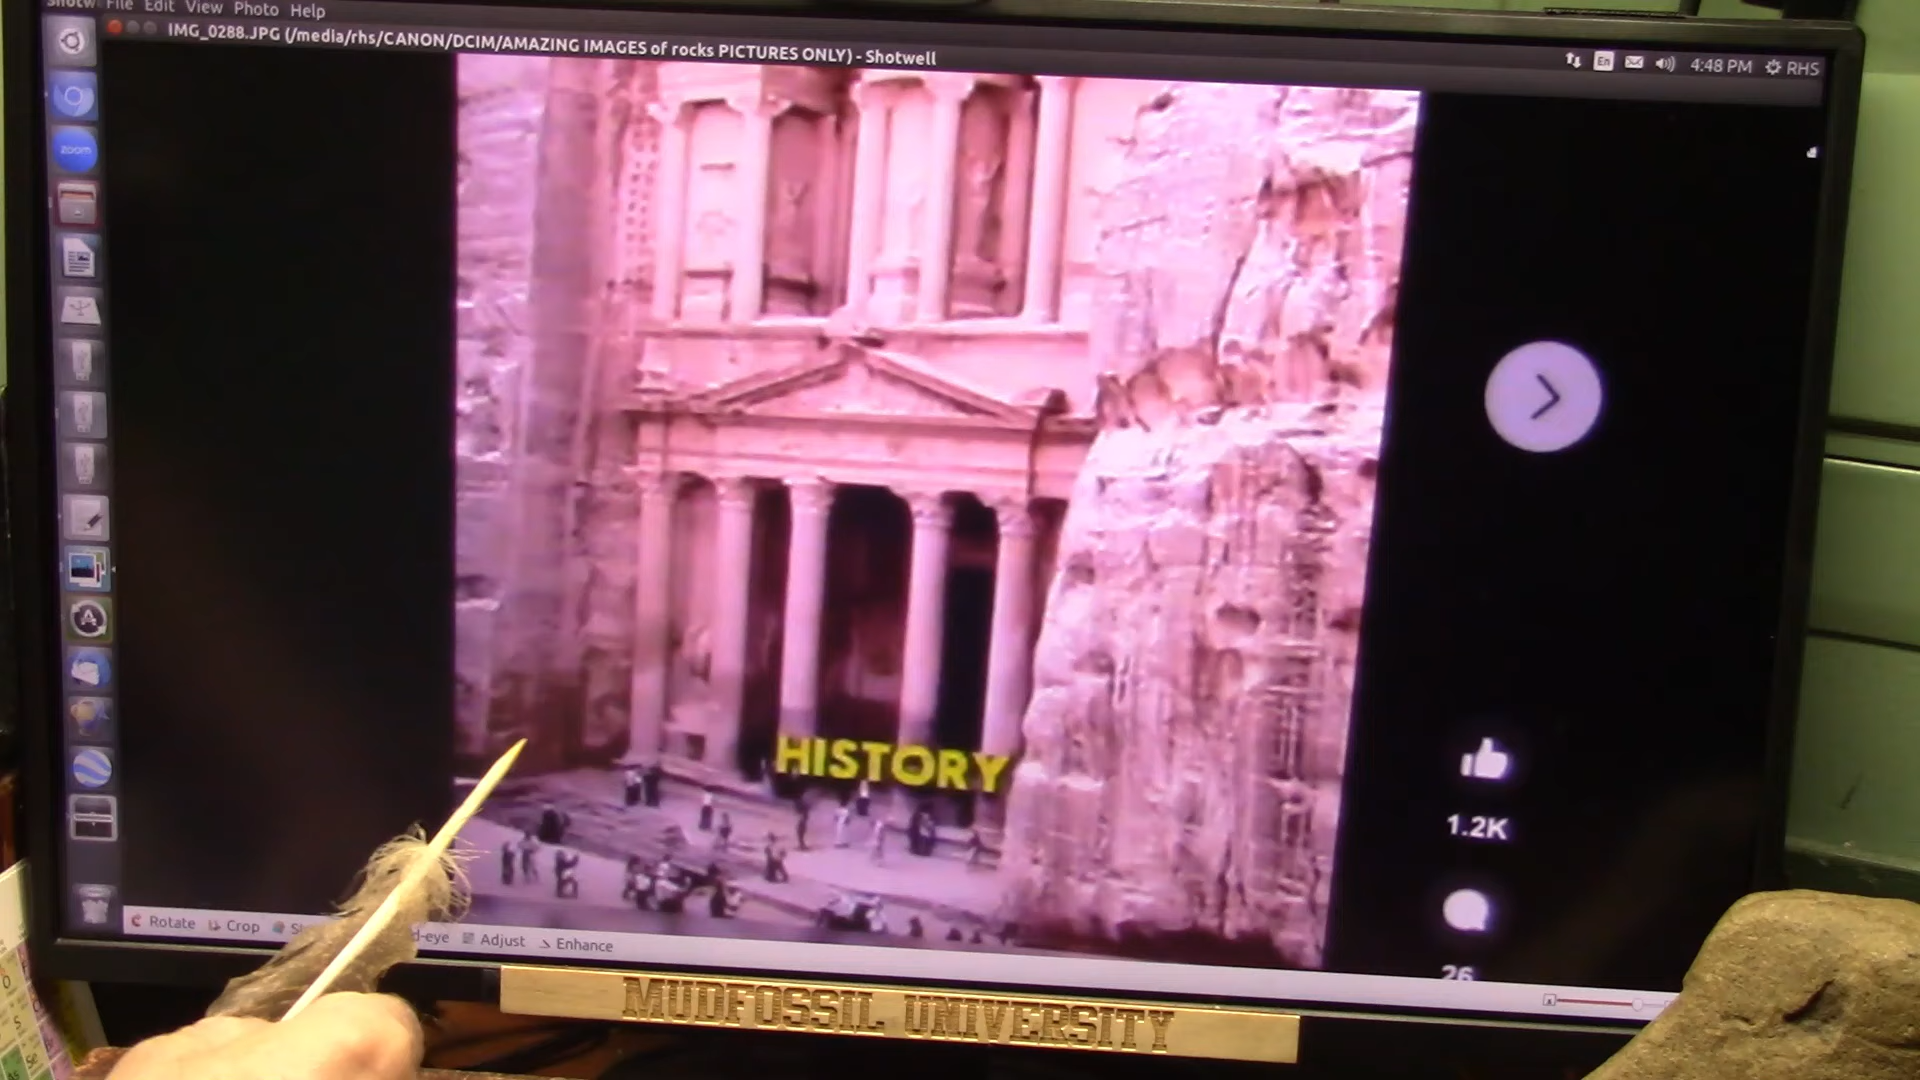 File Edit View Photo Help
IMG_0288.JPG (/media/rhs/CANON/DCIM/AMAZING IMAGES of rocks PICTURES ONLY) - Shotwell
En 4:48 PM RHS
zoom
HISTORY
1.2K
26
Rotate Crop
Adjust Enhance
MUDFOSSIL UNIVERSITY